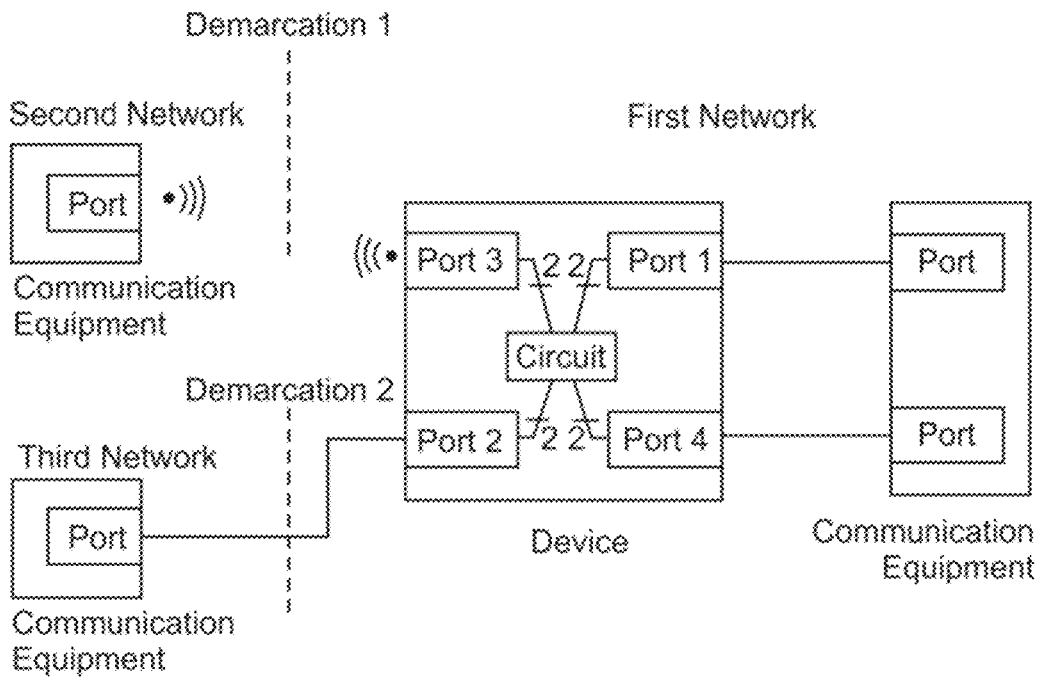 Demarcation 1
Second Network
First Network
Port
Port 3
2 2
Port 1
Port
Communication
Equipment
Circuit
Demarcation 2
Port 2
2 2
Port 4
Port
Third Network
Port
Device
Communication
Equipment
Communication
Equipment